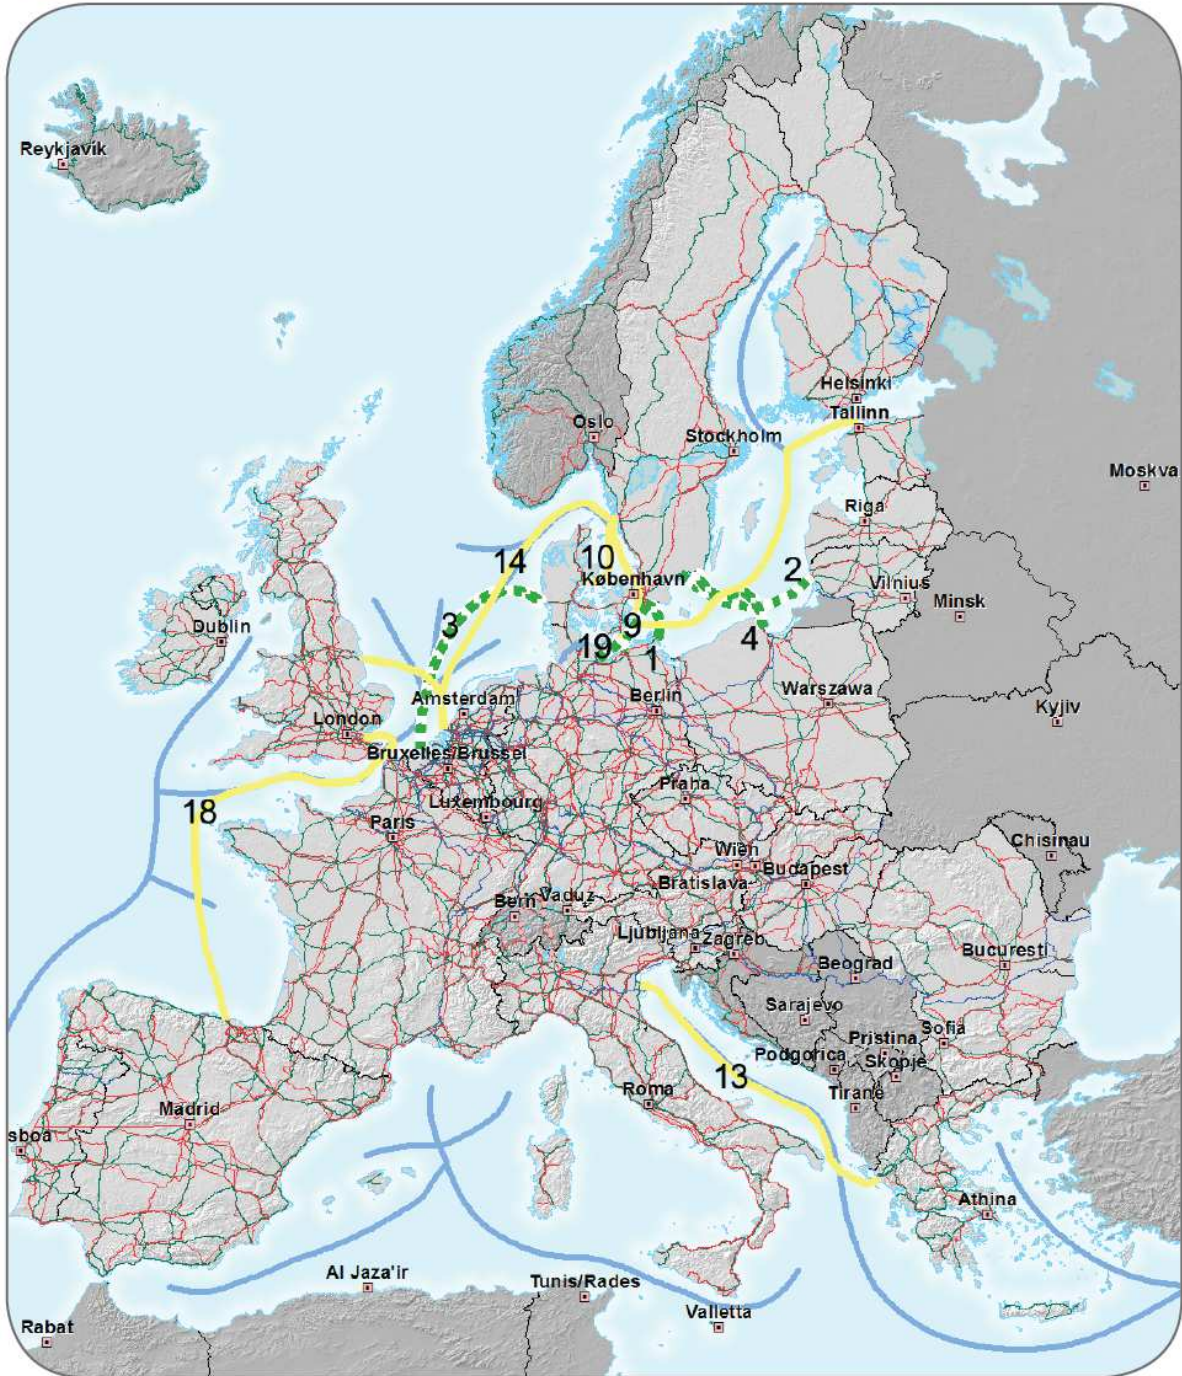 Reykjavík
Helsinki
Tallinn
Oslo
Stockholm
Moskva
Riga
14
10
København
2
Vilnius
Minsk
3
Dublin
9
19
1
4
Amsterdam
Berlin
Warszawa
London
Kyjiv
Bruxelles/Brussel
Praha
18
Luxembourg
Paris
Chisinau
Wien
Budapest
Bratislava
Bern
Vaduz
Ljubljana
Zagreb
Bucuresti
Beograd
Sarajevo
Sofia
Pristina
Podgorica
Skopje
13
Roma
Tiranë
Madrid
sboa
Athina
Al Jaza'ir
Tunis/Rades
Valletta
Rabat